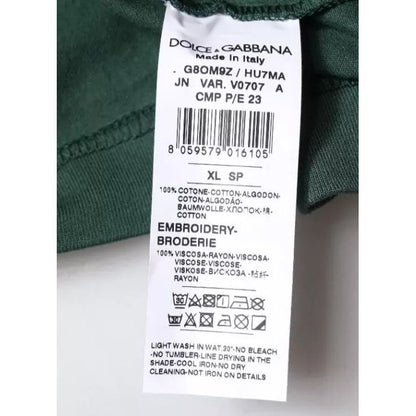 DOLCE & GABBANA
Made in Italy
G8OM9Z / HU7MA
JN VAR. V0707 A
CMP P/E 23
8 059579 016105
XL SP
100% COTONE-COTTON-ALGODON-
COTON-ALGODÃO-
BAUMWOLLE-ХЛОПОК-棉-
COTTON
EMBROIDERY-
BRODERIE
100% VISCOSA-RAYON-VISCOSA-
VISCOSE-VISCOSE-
VISKOSE-ВИСКОЗА-粘纤-
RAYON
LIGHT WASH IN WAT.30°-NO BLEACH
-NO TUMBLER-LINE DRYING IN THE
SHADE-COOL IRON-NO DRY
CLEANING-NOT IRON ON DETAILS